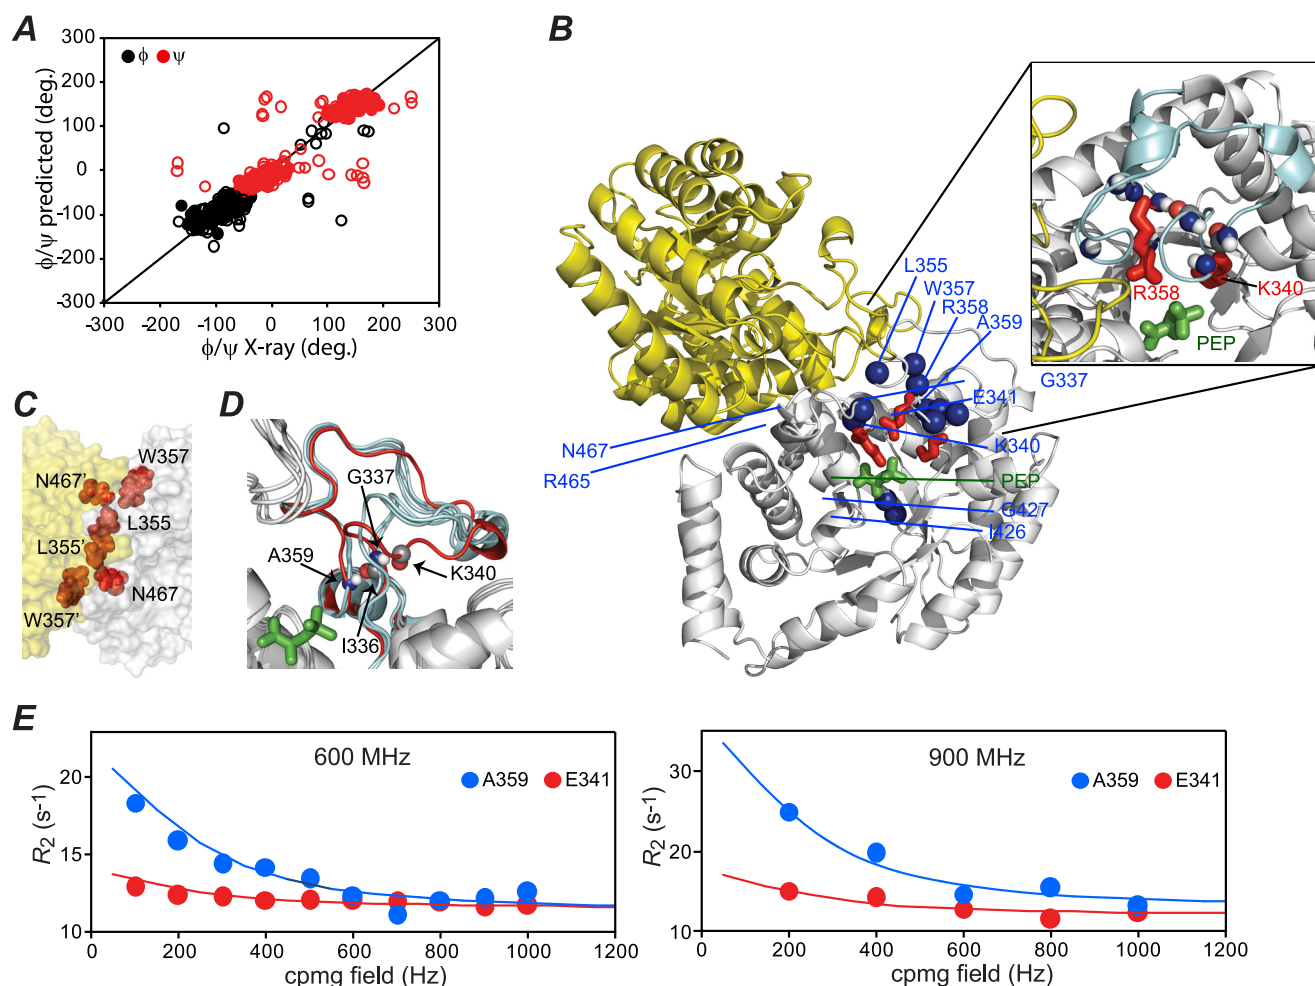 A
300
200
100
0
-100
-200
-300
-300 -200 -100 0 100 200 300
ϕ ψ
ϕ/ψ predicted (deg.)
ϕ/ψ X-ray (deg.)
B
L355
W357
R358
A359
G337
E341
K340
N467
R465
PEP
G427
I426
R358
K340
PEP
C
W357
N467'
L355
L355'
N467
W357'
D
G337
A359
K340
I336
E
600 MHz
A359 E341
R2 (s-1)
20
15
10
0 200 400 600 800 1000 1200
cpmg field (Hz)
900 MHz
A359 E341
R2 (s-1)
30
20
10
0 200 400 600 800 1000 1200
cpmg field (Hz)